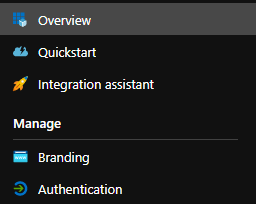 Overview
Quickstart
Integration assistant
Manage
Branding
Authentication